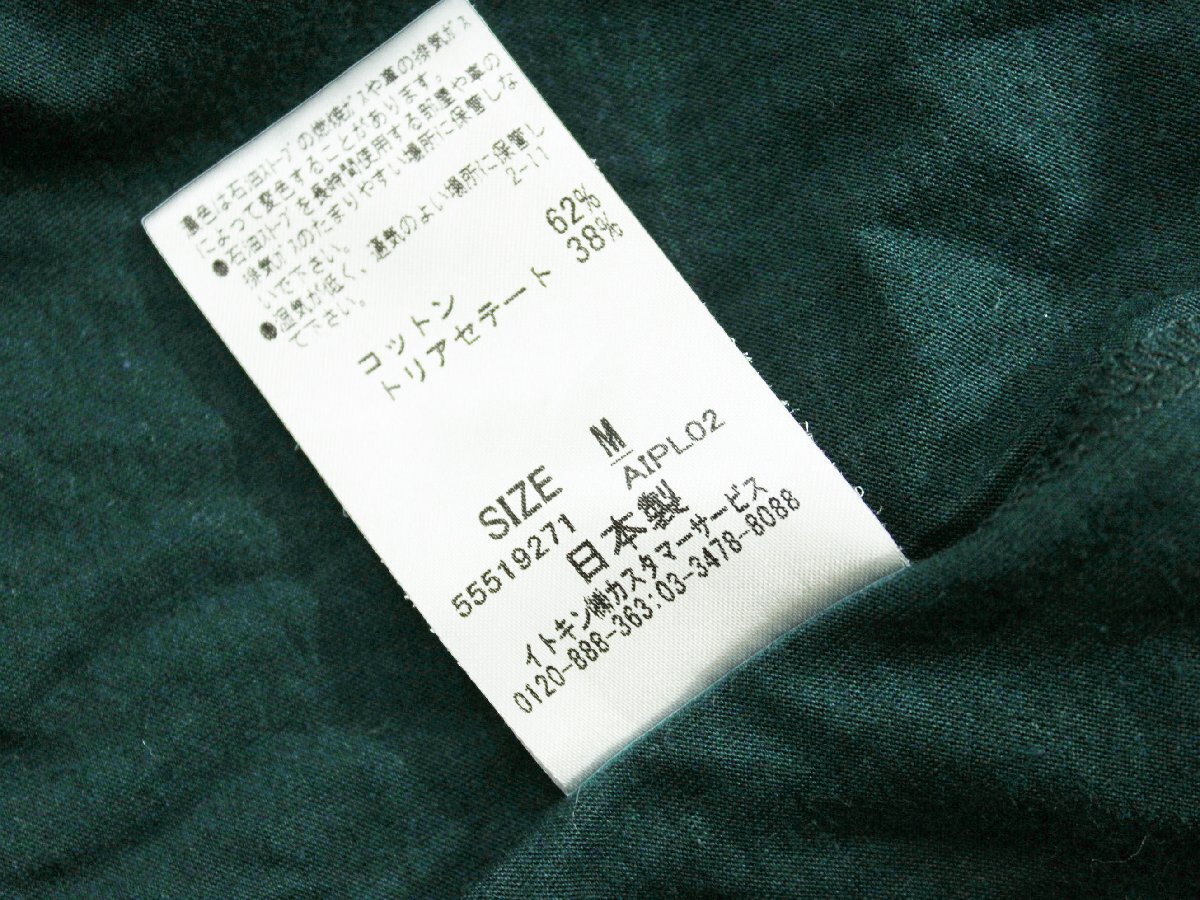 濃色は石油ストーブの燃焼ガスや車の排気ガス
によって変色することがあります。
●石油ストーブを長時間使用する部屋や車の
排気ガスのたまりやすい場所に保管しな
いで下さい。
●湿気が低く、通気のよい場所に保管し
て下さい。
2-11
コットン 62%
トリアセテート 38%
SIZE M
55519271 AIPL02
日本製
イトキン㈱カスタマーサービス
0120-888-363:03-3478-8088